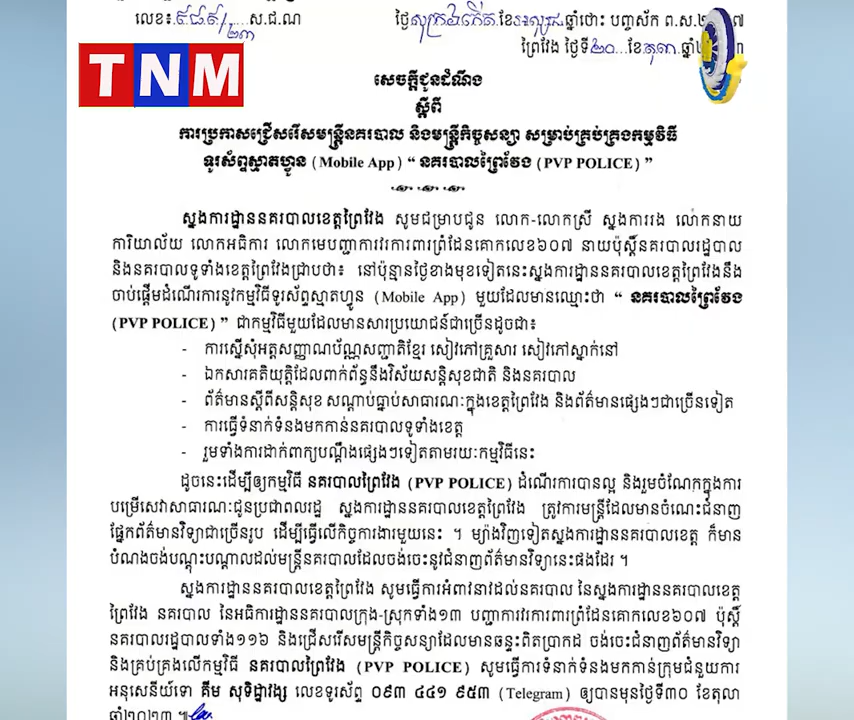 លេខ៖ ៩៨៩/ ស.ជ.ណ
២៣
ថ្ងៃសុក្រ ៦កើត ខែ ឆ្នាំថោះ បញ្ចស័ក ព.ស.២
ព្រៃវែង ថ្ងៃទី២០ ខែតុលា ឆ្នាំ
TNM
សេចក្តីជូនដំណឹង
ស្តីពី
ការប្រកាសជ្រើសរើសមន្ត្រីនគរបាល និងមន្ត្រីកិច្ចសន្យា សម្រាប់គ្រប់គ្រងកម្មវិធី
ទូរស័ព្ទស្មាតហ្វូន (Mobile App) “ នគរបាលព្រៃវែង (PVP POLICE) ”
ស្នងការដ្ឋាននគរបាលខេត្តព្រៃវែង សូមជម្រាបជូន លោក-លោកស្រី ស្នងការរង លោកនាយ
ការិយាល័យ លោកអធិការ លោកមេបញ្ជាការវរការពារព្រំដែនគោកលេខ៦០៧ នាយប៉ុស្តិ៍នគរបាលរដ្ឋបាល
និងនគរបាលទូទាំងខេត្តព្រៃវែងជ្រាបថា៖ នៅប៉ុន្មានថ្ងៃខាងមុខទៀតនេះស្នងការដ្ឋាននគរបាលខេត្តព្រៃវែងនឹង
ចាប់ផ្តើមដំណើរការនូវកម្មវិធីទូរស័ព្ទស្មាតហ្វូន (Mobile App) មួយដែលមានឈ្មោះថា “ នគរបាលព្រៃវែង
(PVP POLICE) ” ជាកម្មវិធីមួយដែលមានសារប្រយោជន៍ជាច្រើនដូចជា៖
- ការស្នើសុំអត្តសញ្ញាណប័ណ្ណសញ្ជាតិខ្មែរ សៀវភៅគ្រួសារ សៀវភៅស្នាក់នៅ
- ឯកសារគតិយុត្តិដែលពាក់ព័ន្ធនឹងវិស័យសន្តិសុខជាតិ និងនគរបាល
- ព័ត៌មានស្តីពីសន្តិសុខ សណ្តាប់ធ្នាប់សាធារណៈក្នុងខេត្តព្រៃវែង និងព័ត៌មានផ្សេងៗជាច្រើនទៀត
- ការធ្វើទំនាក់ទំនងមកកាន់នគរបាលទូទាំងខេត្ត
- រួមទាំងការដាក់ពាក្យបណ្តឹងផ្សេងៗទៀតតាមរយៈកម្មវិធីនេះ
ដូចនេះដើម្បីឲ្យកម្មវិធី នគរបាលព្រៃវែង (PVP POLICE) ដំណើរការបានល្អ និងរួមចំណែកក្នុងការ
បម្រើសេវាសាធារណៈជូនប្រជាពលរដ្ឋ ស្នងការដ្ឋាននគរបាលខេត្តព្រៃវែង ត្រូវការមន្ត្រីដែលមានចំណេះជំនាញ
ផ្នែកព័ត៌មានវិទ្យាជាច្រើនរូប ដើម្បីធ្វើលើកិច្ចការងារមួយនេះ ។ ម្យ៉ាងវិញទៀតស្នងការដ្ឋាននគរបាលខេត្ត ក៏មាន
បំណងចង់បណ្តុះបណ្តាលដល់មន្ត្រីនគរបាលដែលចង់ចេះនូវជំនាញព័ត៌មានវិទ្យានេះផងដែរ ។
ស្នងការដ្ឋាននគរបាលខេត្តព្រៃវែង សូមធ្វើការអំពាវនាវដល់នគរបាល នៃស្នងការដ្ឋាននគរបាលខេត្ត
ព្រៃវែង នគរបាល នៃអធិការដ្ឋាននគរបាលក្រុង-ស្រុកទាំង១៣ បញ្ជាការវរការពារព្រំដែនគោកលេខ៦០៧ ប៉ុស្តិ៍
នគរបាលរដ្ឋបាលទាំង១១៦ និងជ្រើសរើសមន្ត្រីកិច្ចសន្យាដែលមានឆន្ទះពិតប្រាកដ ចង់ចេះជំនាញព័ត៌មានវិទ្យា
និងគ្រប់គ្រងលើកម្មវិធី នគរបាលព្រៃវែង (PVP POLICE) សូមធ្វើការទំនាក់ទំនងមកកាន់ក្រុមជំនួយការ
អនុសេនីយ៍ទោ គឹម សុទិដ្ឋាវង្ស លេខទូរស័ព្ទ ០៩៣ ៤៤១ ៩៥៣ (Telegram) ឲ្យបានមុនថ្ងៃទី៣០ ខែតុលា
ឆ្នាំ២០២៣ ៕